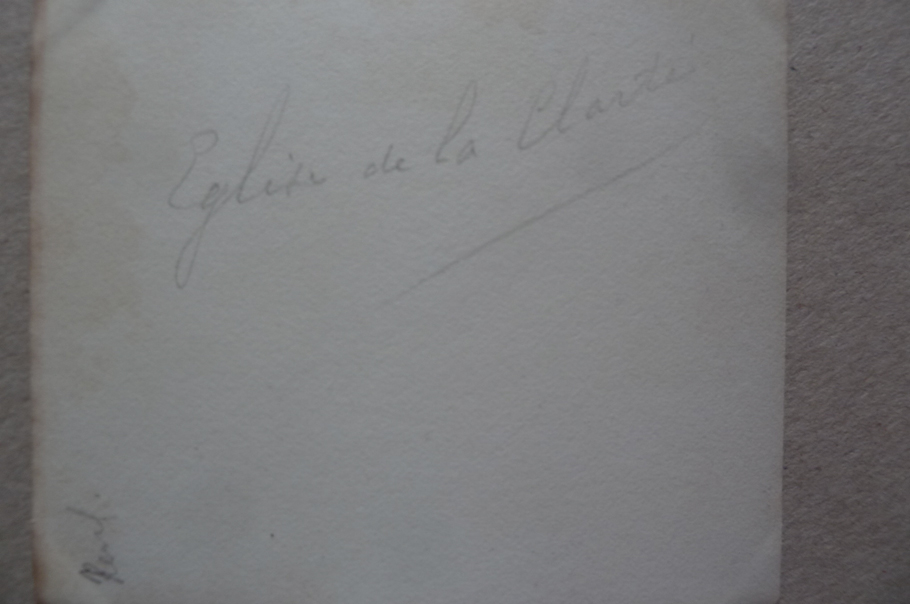 Eglise de la Clarté